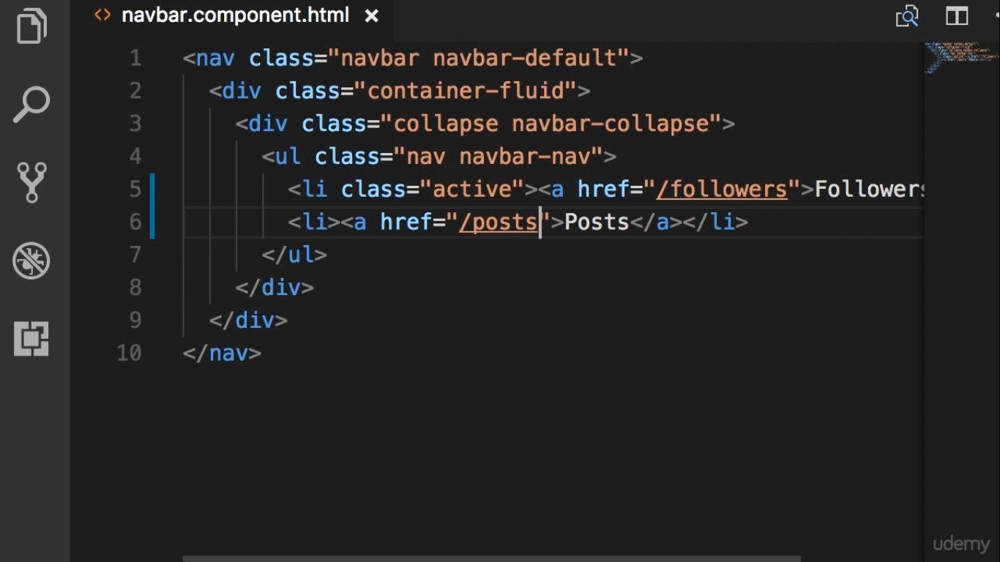 navbar.component.html
1 <nav class="navbar navbar-default">
2 <div class="container-fluid">
3 <div class="collapse navbar-collapse">
4 <ul class="nav navbar-nav">
5 <li class="active"><a href="/followers">Followers
6 <li><a href="/posts">Posts</a></li>
7 </ul>
8 </div>
9 </div>
10 </nav>
udemy